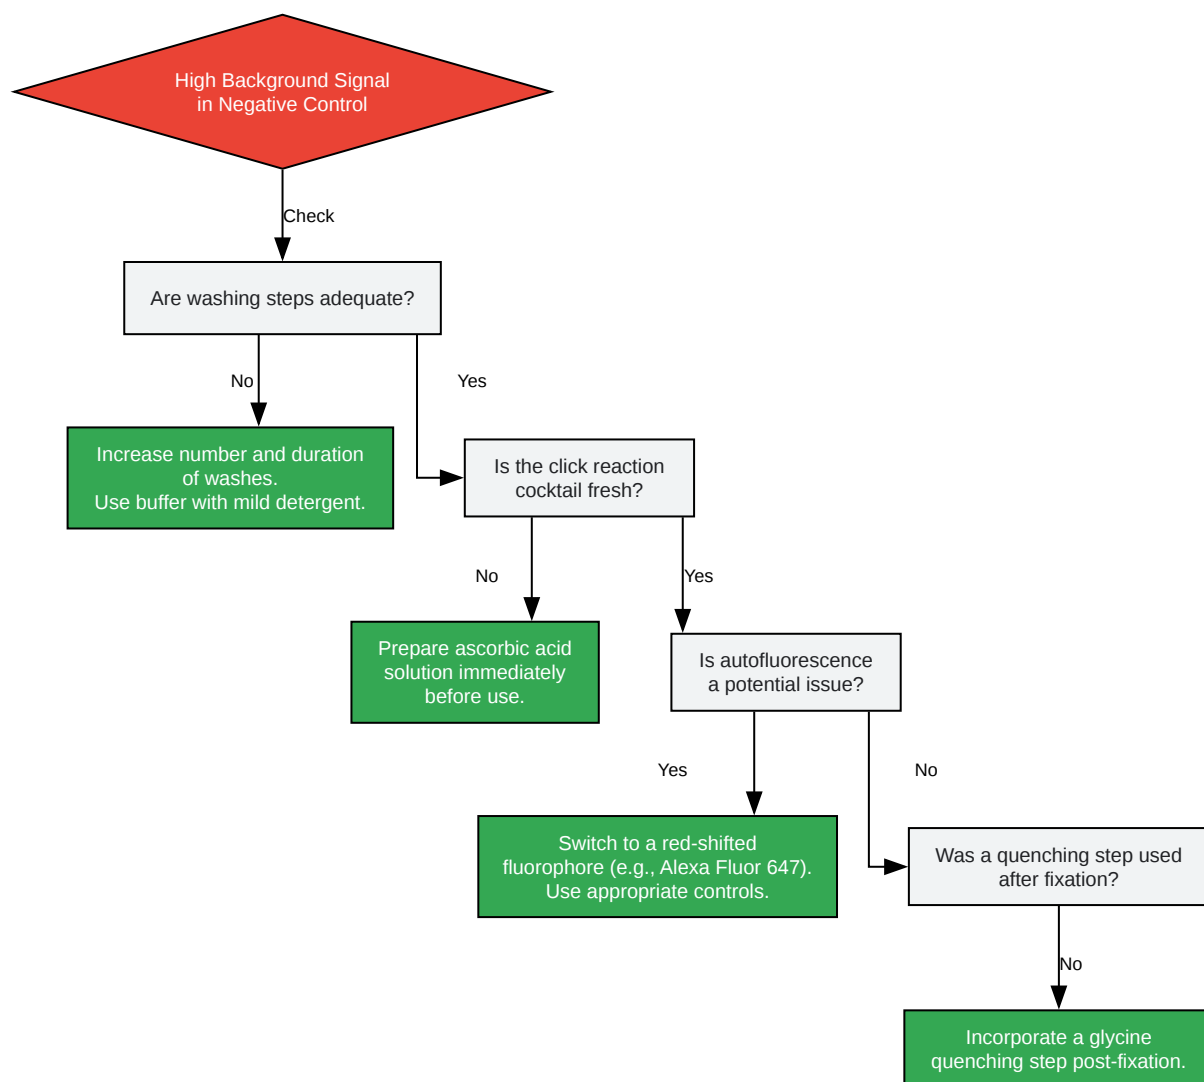 High Background Signal
in Negative Control
Check
Are washing steps adequate?
No
Yes
Increase number and duration
of washes.
Use buffer with mild detergent.
Is the click reaction
cocktail fresh?
No
Yes
Prepare ascorbic acid
solution immediately
before use.
Is autofluorescence
a potential issue?
Yes
No
Switch to a red-shifted
fluorophore (e.g., Alexa Fluor 647).
Use appropriate controls.
Was a quenching step used
after fixation?
No
Incorporate a glycine
quenching step post-fixation.